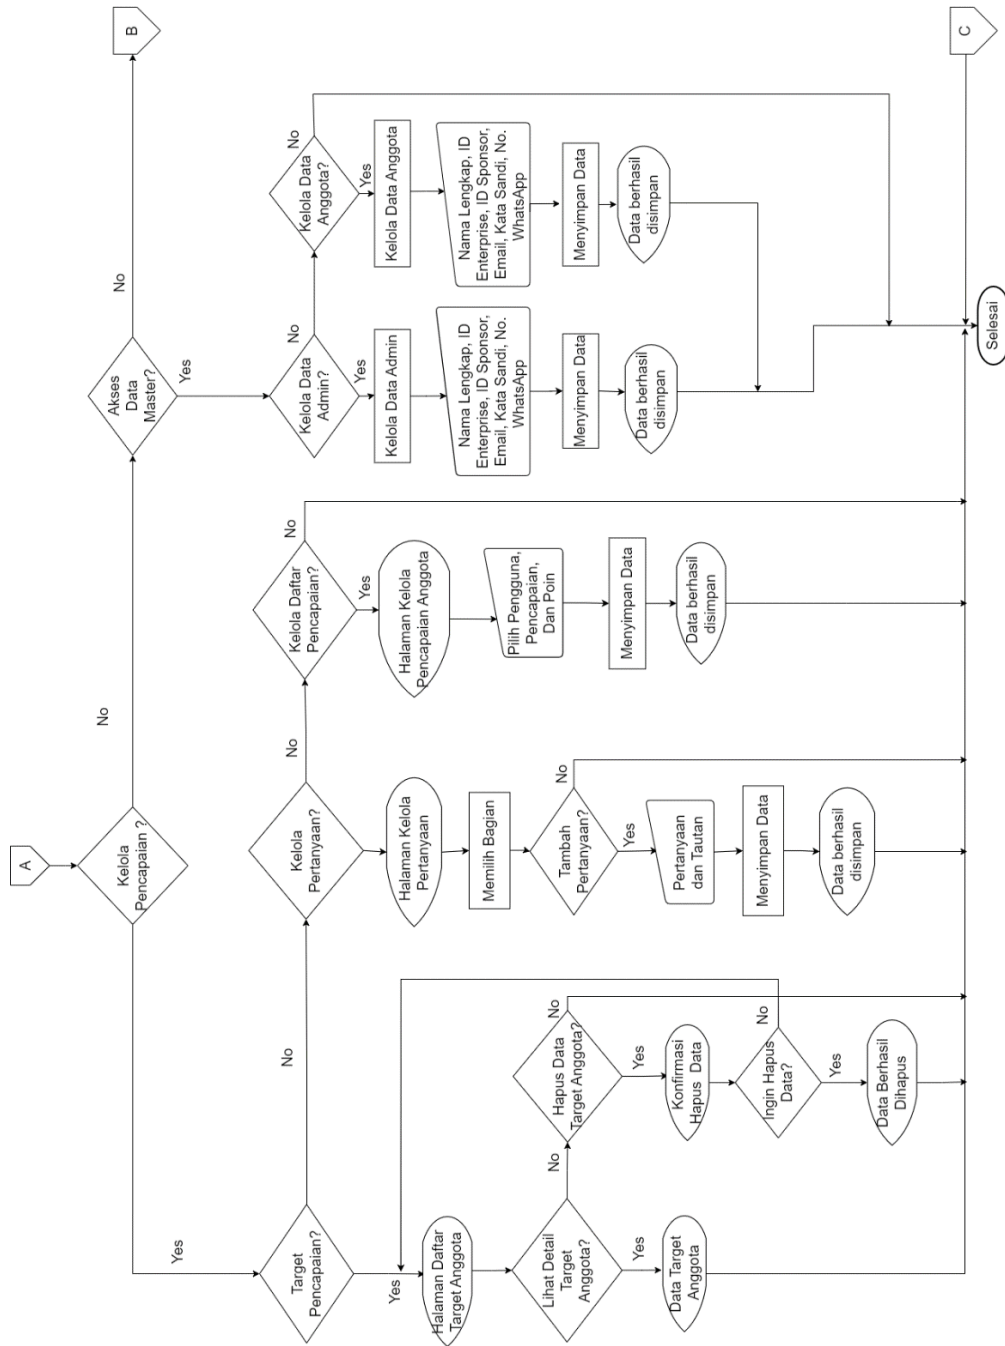 A
Kelola
Pencapaian ?
Yes
No
Akses
Data
Master?
No
B
Yes
Target
Pencapaian?
No
Yes
Halaman Daftar
Target Anggota
Lihat Detail
Target
Anggota?
No
Yes
Data Target
Anggota
Hapus Data
Target Anggota?
No
Yes
Konfirmasi
Hapus Data
Ingin Hapus
Data?
No
Yes
Data Berhasil
Dihapus
Kelola
Pertanyaan?
No
Yes
Halaman Kelola
Pertanyaan
Memilih Bagian
Tambah
Pertanyaan?
No
Yes
Pertanyaan
dan Tautan
Menyimpan Data
Data berhasil
disimpan
Kelola Daftar
Pencapaian?
No
Yes
Halaman Kelola
Pencapaian Anggota
Pilih Pengguna,
Pencapaian,
Dan Poin
Menyimpan Data
Data berhasil
disimpan
Kelola Data
Admin?
No
Yes
Kelola Data Admin
Nama Lengkap, ID
Enterprise, ID Sponsor,
Email, Kata Sandi, No.
WhatsApp
Menyimpan Data
Data berhasil
disimpan
Kelola Data
Anggota?
No
Yes
Kelola Data Anggota
Nama Lengkap, ID
Enterprise, ID Sponsor,
Email, Kata Sandi, No.
WhatsApp
Menyimpan Data
Data berhasil
disimpan
C
Selesai